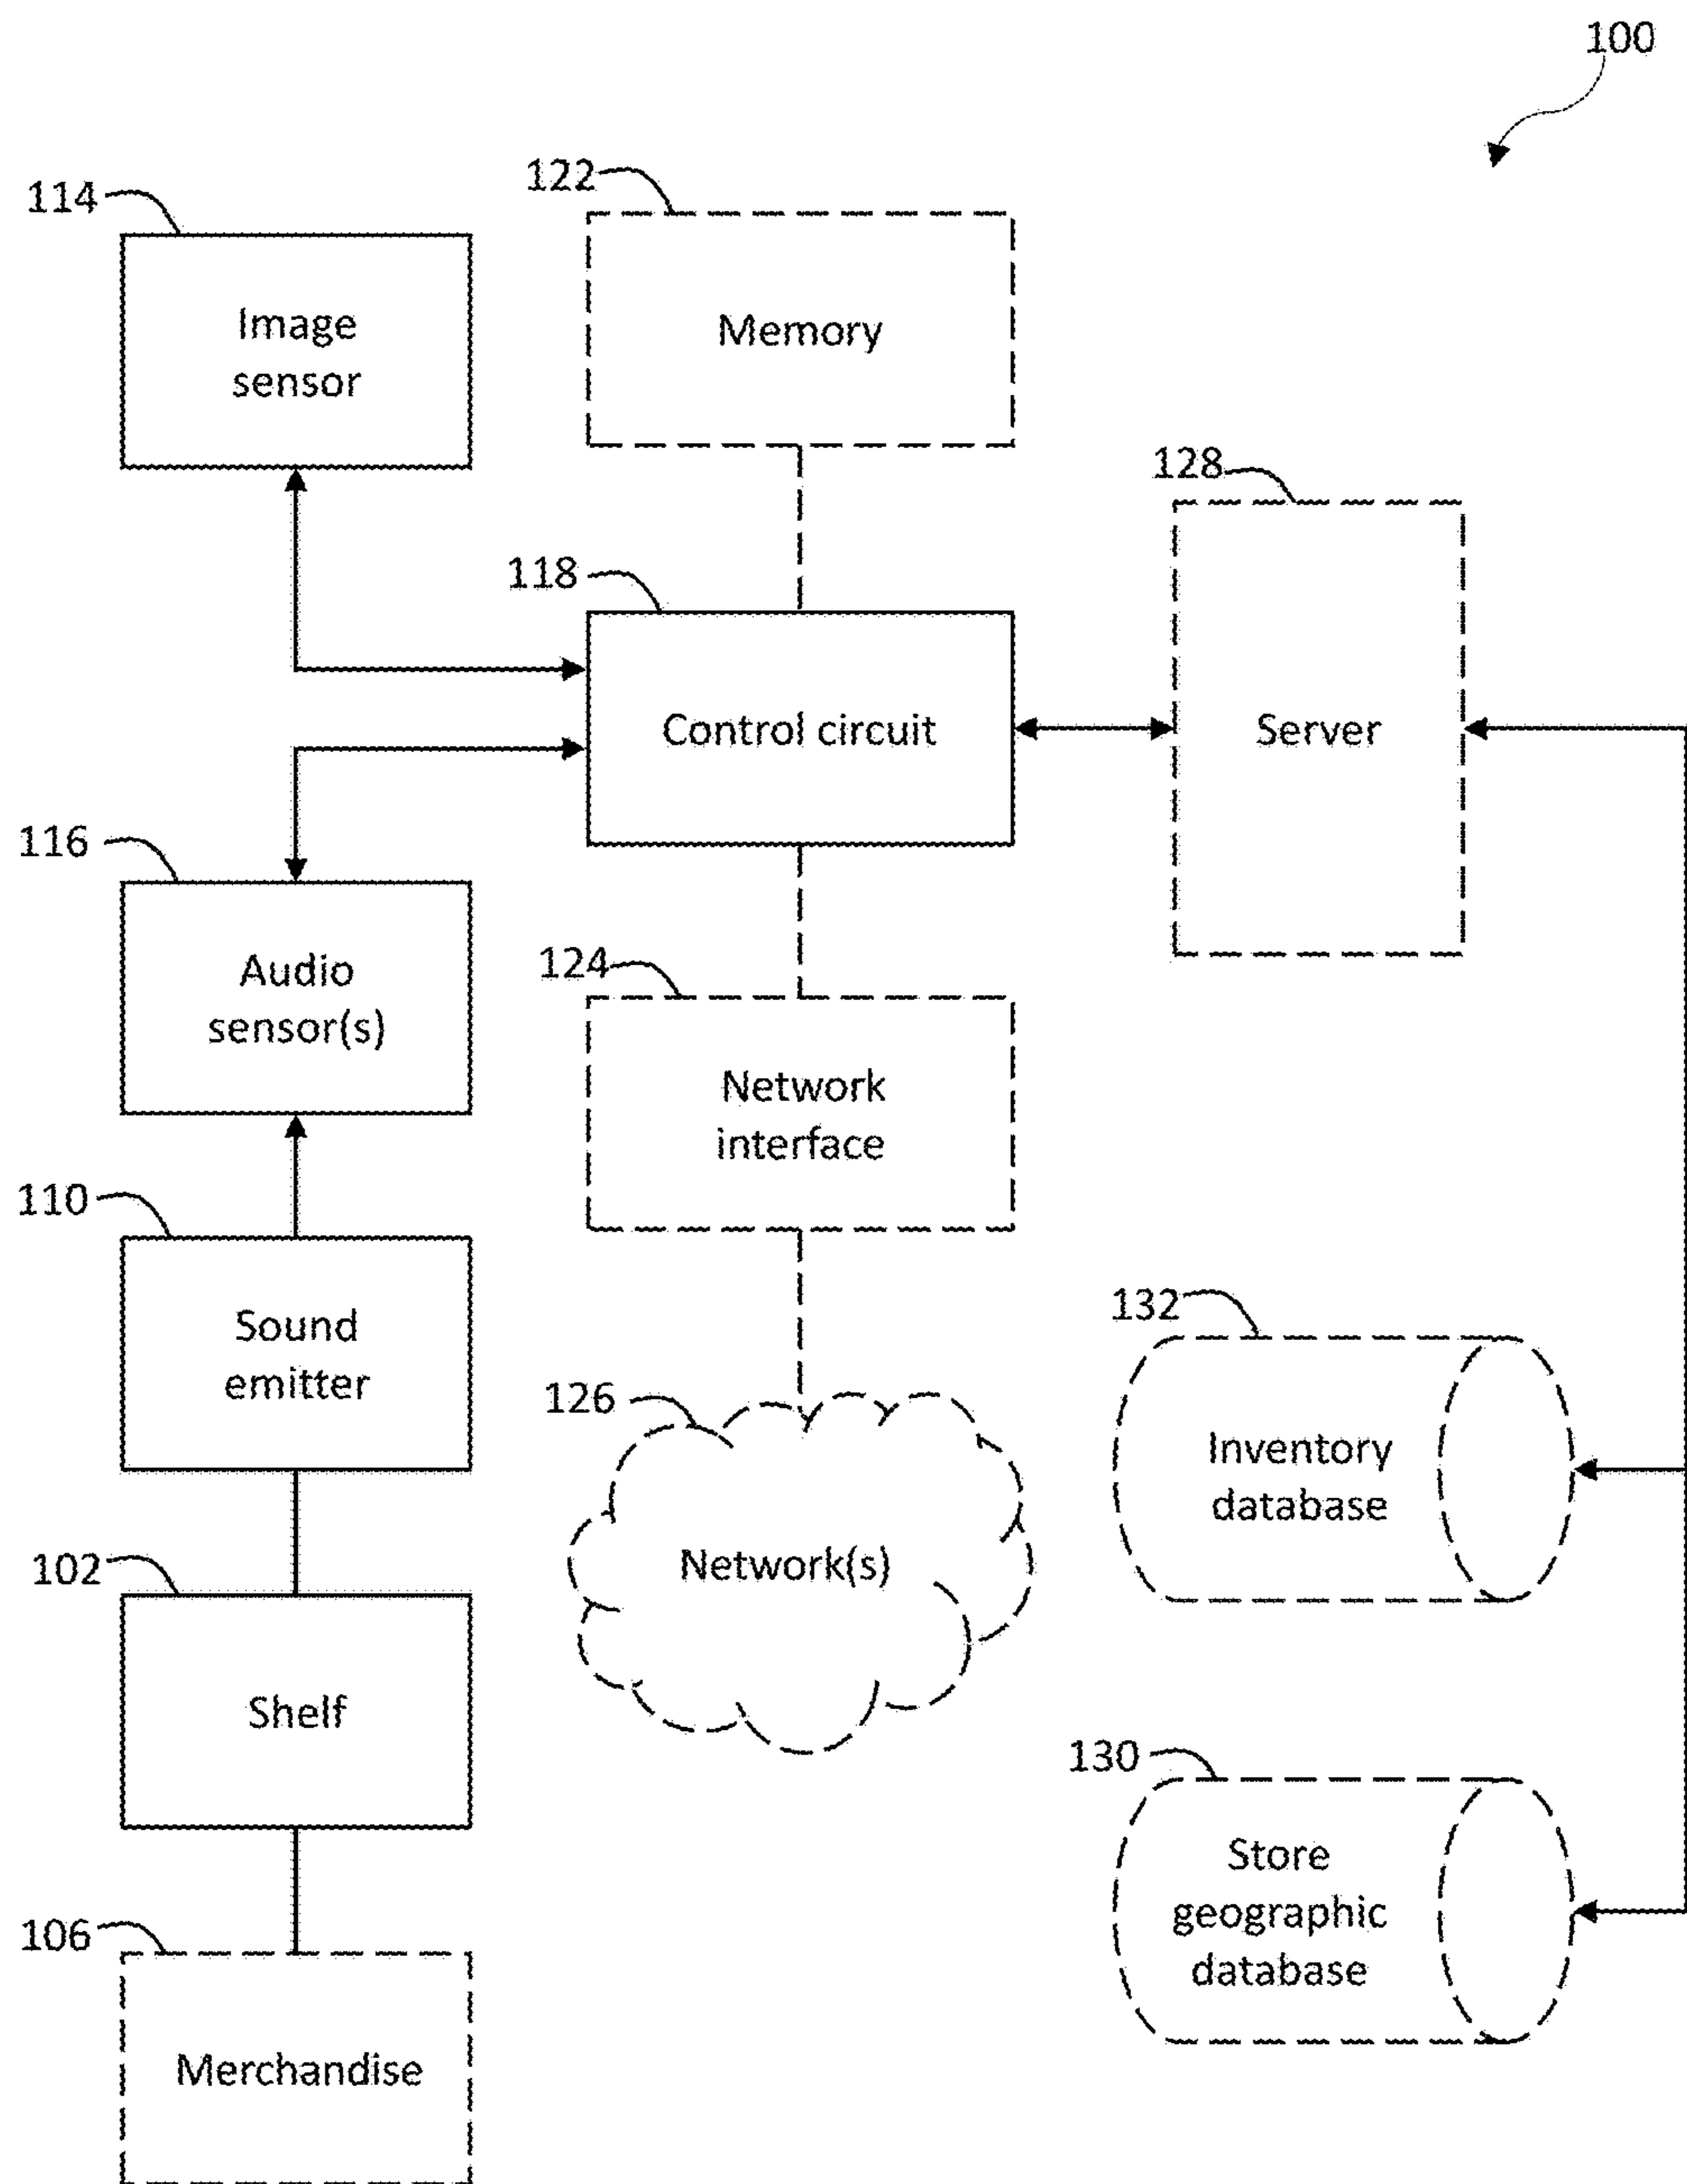 100
114
122
Image
sensor
Memory
128
118
Control circuit
Server
116
Audio
sensor(s)
124
Network
interface
110
Sound
emitter
132
126
Inventory
database
Network(s)
102
Shelf
130
Store
geographic
database
106
Merchandise